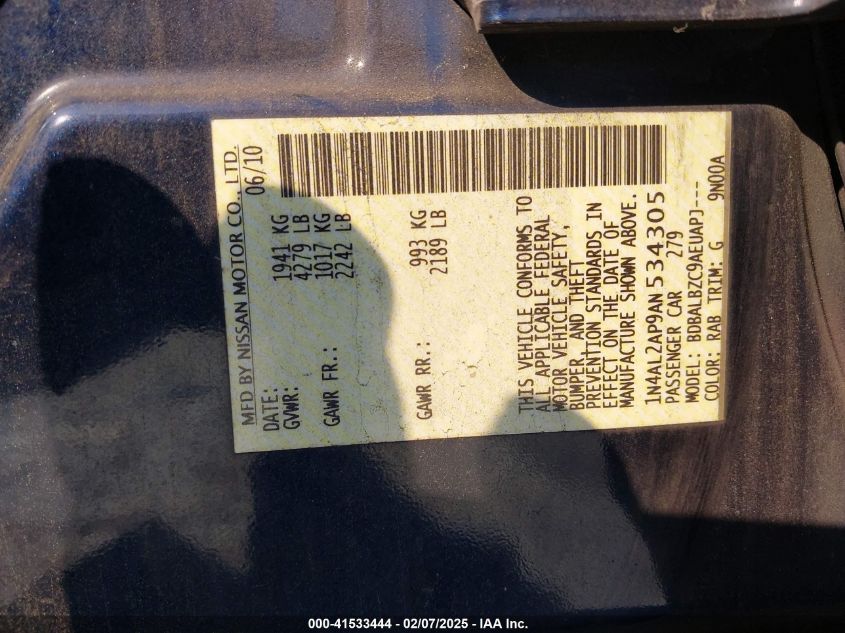 MFD BY NISSAN MOTOR CO., LTD.
DATE: 06/10
GVWR: 1941 KG
4279 LB
GAWR FR.: 1017 KG
2242 LB
GAWR RR.: 993 KG
2189 LB
THIS VEHICLE CONFORMS TO
ALL APPLICABLE FEDERAL
MOTOR VEHICLE SAFETY,
BUMPER, AND THEFT
PREVENTION STANDARDS IN
EFFECT ON THE DATE OF
MANUFACTURE SHOWN ABOVE.
1N4AL2AP9AN534305
PASSENGER CAR 279
MODEL: BDBALBZC9AEUAPJ---
COLOR: RAB TRIM: G 9N00A
000-41533444 - 02/07/2025 - IAA Inc.